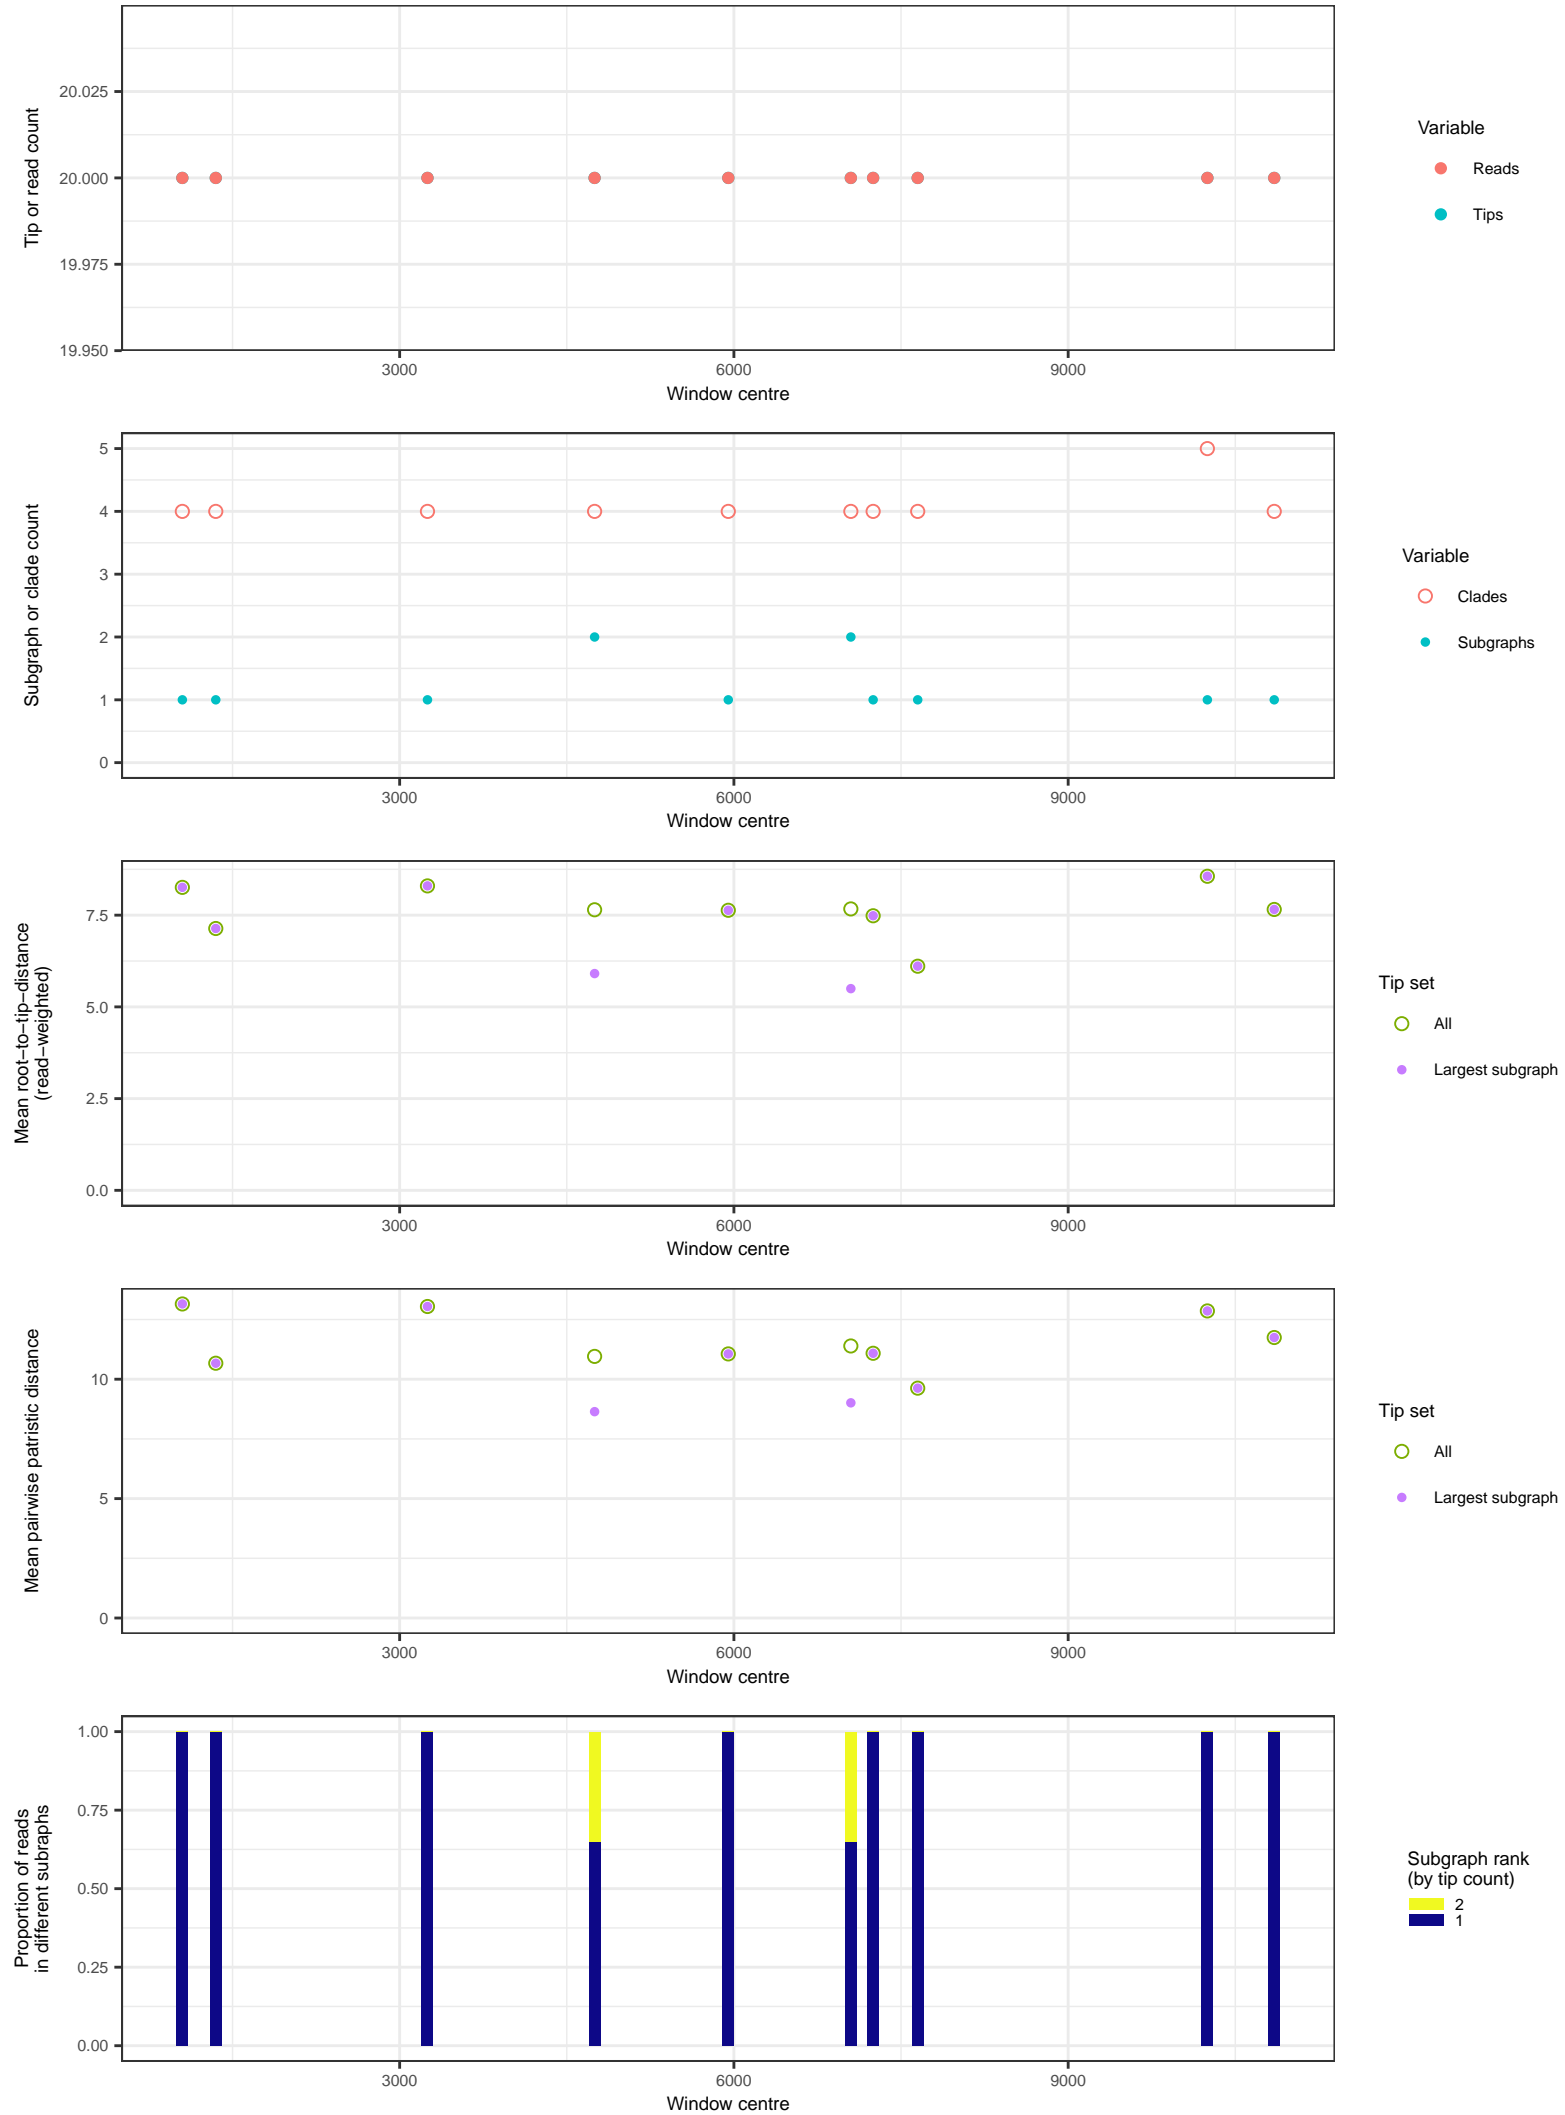 20.025
20.000
19.975
19.950
Tip or read count
3000
6000
9000
Window centre
Variable
Reads
Tips
5
4
3
2
1
0
Subgraph or clade count
3000
6000
9000
Window centre
Variable
Clades
Subgraphs
7.5
5.0
2.5
0.0
Mean root−to−tip−distance
(read−weighted)
3000
6000
9000
Window centre
Tip set
All
Largest subgraph
10
5
0
Mean pairwise patristic distance
3000
6000
9000
Window centre
Tip set
All
Largest subgraph
1.00
0.75
0.50
0.25
0.00
Proportion of reads
in different subraphs
3000
6000
9000
Window centre
Subgraph rank
(by tip count)
2
1